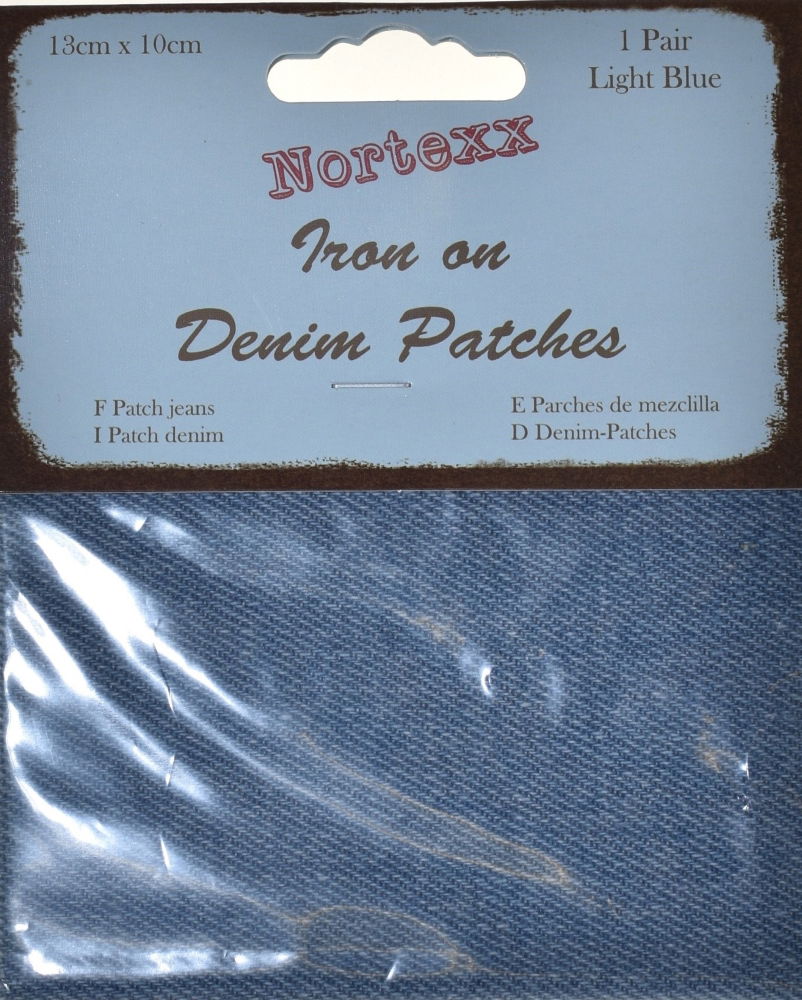 13cm x 10cm
1 Pair
Light Blue
Nortexx
Iron on
Denim Patches
F Patch jeans
I Patch denim
E Parches de mezclilla
D Denim-Patches